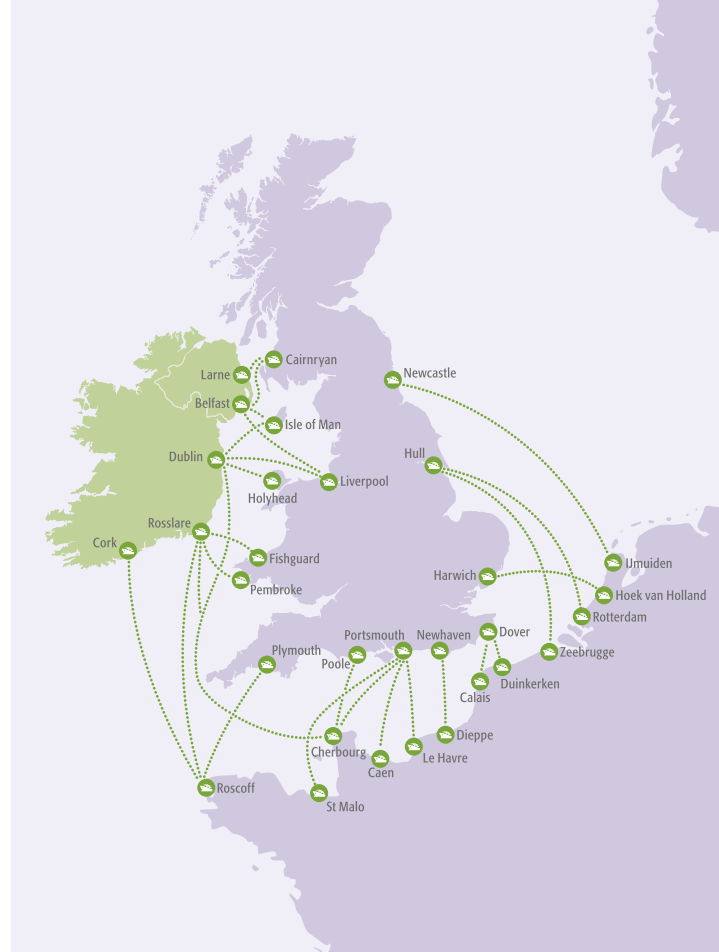 Cairnryan
Larne
Newcastle
Belfast
Isle of Man
Dublin
Hull
Liverpool
Holyhead
Rosslare
Cork
Fishguard
IJmuiden
Harwich
Pembroke
Hoek van Holland
Rotterdam
Portsmouth
Newhaven
Dover
Plymouth
Poole
Zeebrugge
Duinkerken
Calais
Dieppe
Cherbourg
Le Havre
Caen
Roscoff
St Malo